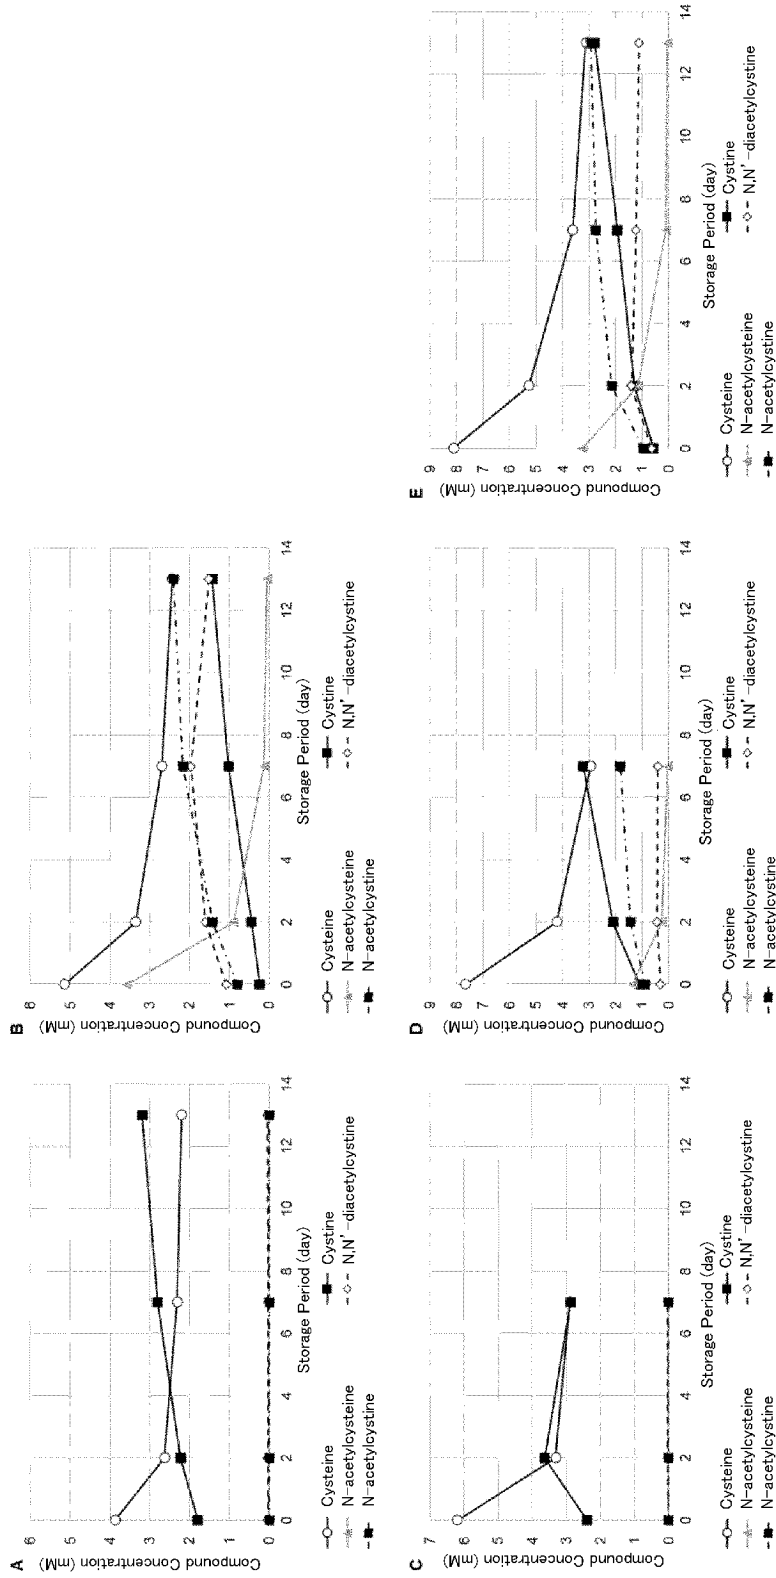 A
Compound Concentration (mM)
6
5
4
3
2
1
0
0 2 4 6 8 10 12 14
Storage Period (day)
Cysteine Cystine
N-acetylcysteine N,N'-diacetylcystine
N-acetylcystine
B
Compound Concentration (mM)
6
5
4
3
2
1
0
0 2 4 6 8 10 12 14
Storage Period (day)
Cysteine Cystine
N-acetylcysteine N,N'-diacetylcystine
N-acetylcystine
C
Compound Concentration (mM)
7
6
5
4
3
2
1
0
0 2 4 6 8 10 12 14
Storage Period (day)
Cysteine Cystine
N-acetylcysteine N,N'-diacetylcystine
N-acetylcystine
D
Compound Concentration (mM)
9
8
7
6
5
4
3
2
1
0
0 2 4 6 8 10 12 14
Storage Period (day)
Cysteine Cystine
N-acetylcysteine N,N'-diacetylcystine
N-acetylcystine
E
Compound Concentration (mM)
9
8
7
6
5
4
3
2
1
0
0 2 4 6 8 10 12 14
Storage Period (day)
Cysteine Cystine
N-acetylcysteine N,N'-diacetylcystine
N-acetylcystine